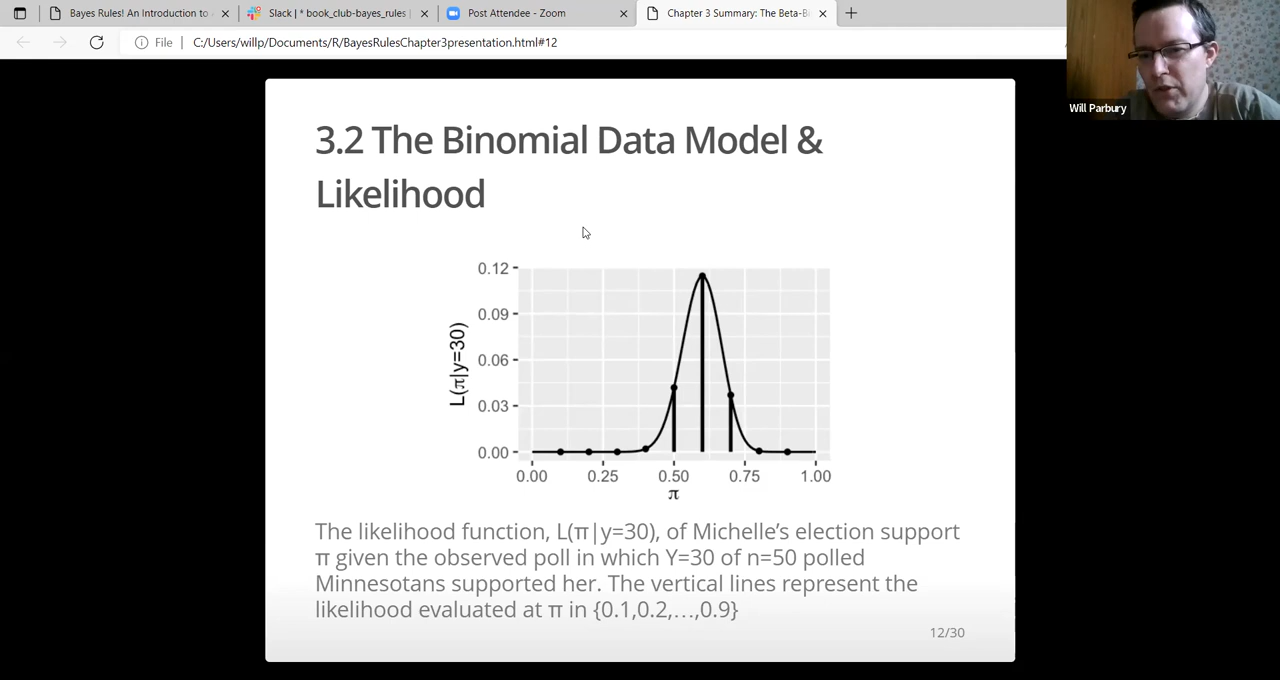 Bayes Rules! An Introduction to
Slack | * book_club-bayes_rules |
Post Attendee - Zoom
Chapter 3 Summary: The Beta-Bi
File
C:/Users/willp/Documents/R/BayesRulesChapter3presentation.html#12
Will Parbury
3.2 The Binomial Data Model &
Likelihood
L(π|y=30)
0.12
0.09
0.06
0.03
0.00
0.00 0.25 0.50 0.75 1.00
π
The likelihood function, L(π|y=30), of Michelle’s election support
π given the observed poll in which Y=30 of n=50 polled
Minnesotans supported her. The vertical lines represent the
likelihood evaluated at π in {0.1,0.2,…,0.9}
12/30